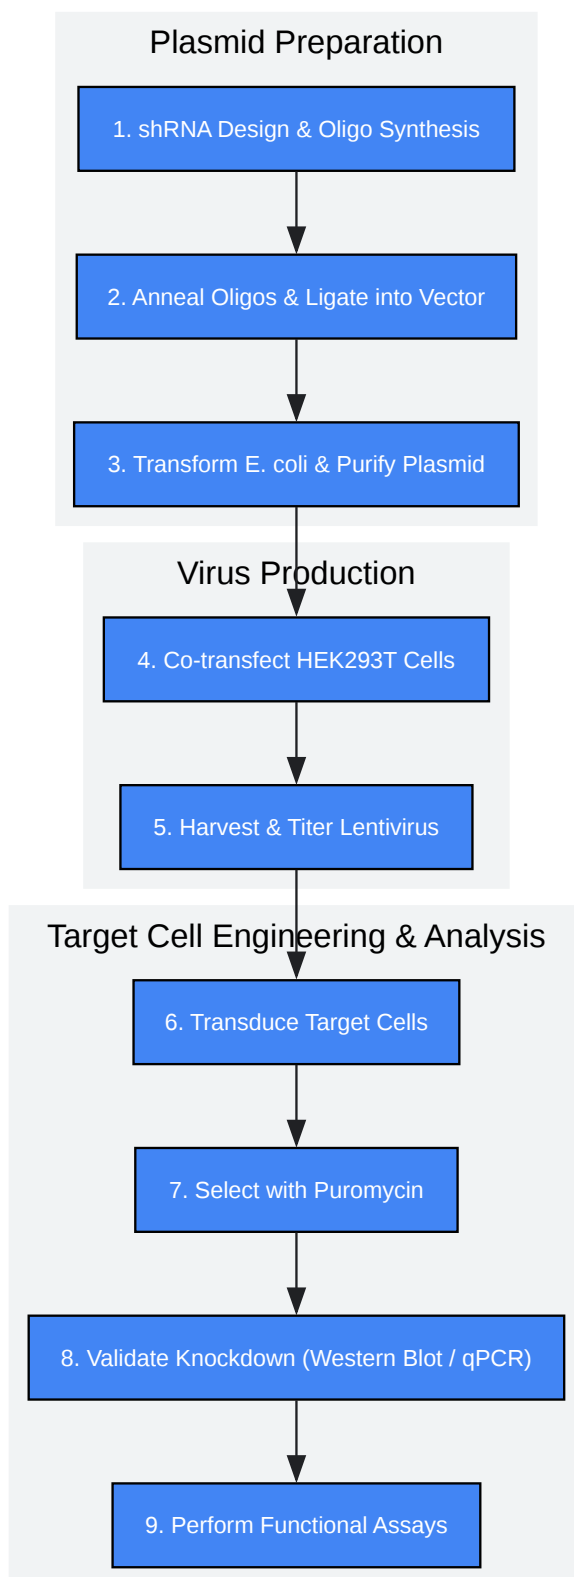 Plasmid Preparation
1. shRNA Design & Oligo Synthesis
2. Anneal Oligos & Ligate into Vector
3. Transform E. coli & Purify Plasmid
Virus Production
4. Co-transfect HEK293T Cells
5. Harvest & Titer Lentivirus
Target Cell Engineering & Analysis
6. Transduce Target Cells
7. Select with Puromycin
8. Validate Knockdown (Western Blot / qPCR)
9. Perform Functional Assays